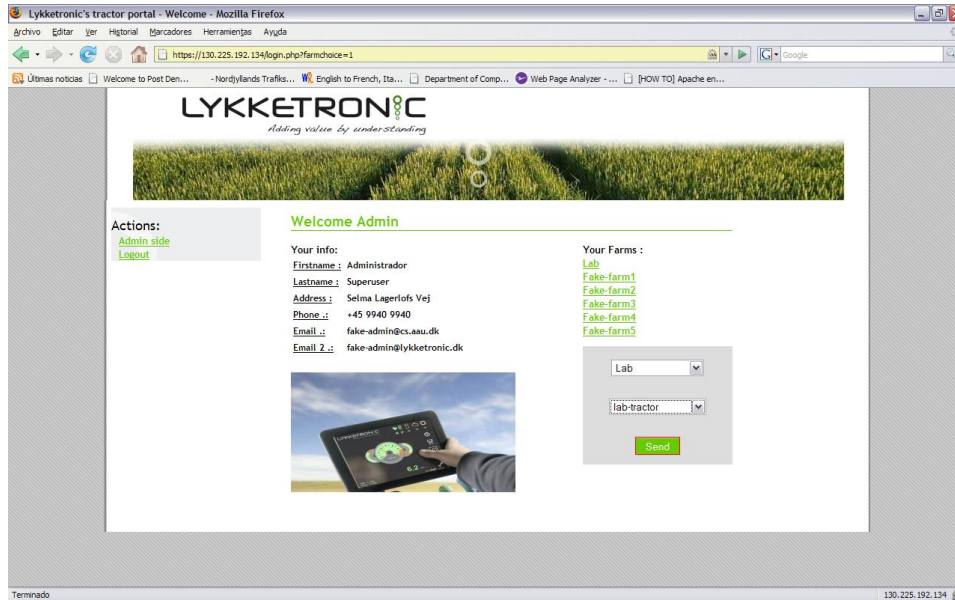 Lykketronic's tractor portal - Welcome - Mozilla Firefox
Archivo Editar Ver Historial Marcadores Herramientas Ayuda
https://130.225.192.134/login.php?farmchoice=1
Google
Últimas noticias Welcome to Post Den... - Nordjyllands Trafiks... English to French, Ita... Department of Comp... Web Page Analyzer - ... [HOW TO] Apache en...
LYKKETRONIC
Adding value by understanding
Actions:
Admin side
Logout
Welcome Admin
Your info:
Firstname : Administrador
Lastname : Superuser
Address : Selma Lagerlofs Vej
Phone .: +45 9940 9940
Email .: fake-admin@cs.aau.dk
Email 2 .: fake-admin@lykketronic.dk
LYKKETRONIC
6.2
Your Farms :
Lab
Fake-farm1
Fake-farm2
Fake-farm3
Fake-farm4
Fake-farm5
Lab
lab-tractor
Send
Terminado
130.225.192.134